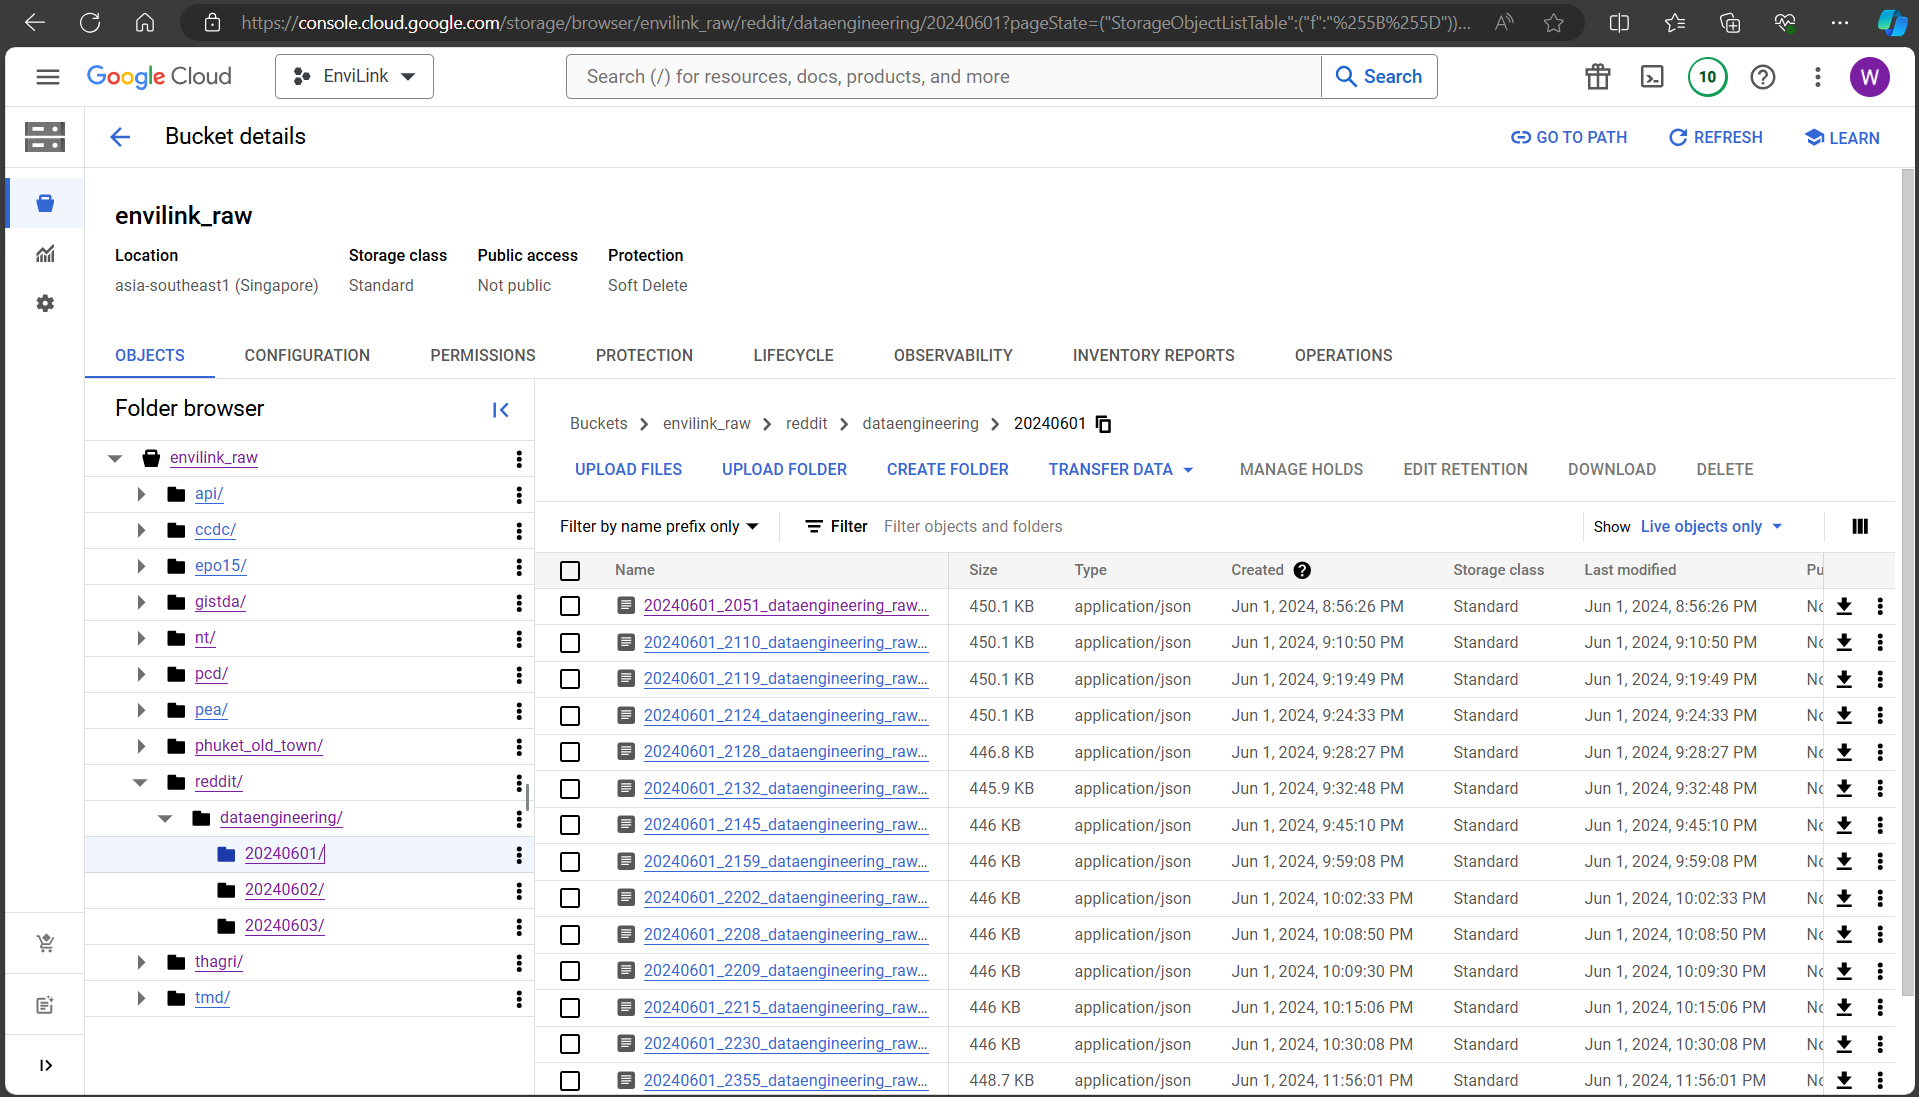 https://console.cloud.google.com/storage/browser/envilink_raw/reddit/dataengineering/20240601?pageState=("StorageObjectListTable":("f":"%255B%255D"))...
Google Cloud EnviLink Search (/) for resources, docs, products, and more Search 10 W
Bucket details GO TO PATH REFRESH LEARN
envilink_raw
Location Storage class Public access Protection
asia-southeast1 (Singapore) Standard Not public Soft Delete
OBJECTS CONFIGURATION PERMISSIONS PROTECTION LIFECYCLE OBSERVABILITY INVENTORY REPORTS OPERATIONS
Folder browser
envilink_raw
api/
ccdc/
epo15/
gistda/
nt/
pcd/
pea/
phuket_old_town/
reddit/
dataengineering/
20240601/
20240602/
20240603/
thagri/
tmd/
Buckets envilink_raw reddit dataengineering 20240601
UPLOAD FILES UPLOAD FOLDER CREATE FOLDER TRANSFER DATA MANAGE HOLDS EDIT RETENTION DOWNLOAD DELETE
Filter by name prefix only Filter Filter objects and folders Show Live objects only
Name Size Type Created Storage class Last modified Pu
20240601_2051_dataengineering_raw... 450.1 KB application/json Jun 1, 2024, 8:56:26 PM Standard Jun 1, 2024, 8:56:26 PM No
20240601_2110_dataengineering_raw... 450.1 KB application/json Jun 1, 2024, 9:10:50 PM Standard Jun 1, 2024, 9:10:50 PM No
20240601_2119_dataengineering_raw... 450.1 KB application/json Jun 1, 2024, 9:19:49 PM Standard Jun 1, 2024, 9:19:49 PM No
20240601_2124_dataengineering_raw... 450.1 KB application/json Jun 1, 2024, 9:24:33 PM Standard Jun 1, 2024, 9:24:33 PM No
20240601_2128_dataengineering_raw... 446.8 KB application/json Jun 1, 2024, 9:28:27 PM Standard Jun 1, 2024, 9:28:27 PM No
20240601_2132_dataengineering_raw... 445.9 KB application/json Jun 1, 2024, 9:32:48 PM Standard Jun 1, 2024, 9:32:48 PM No
20240601_2145_dataengineering_raw... 446 KB application/json Jun 1, 2024, 9:45:10 PM Standard Jun 1, 2024, 9:45:10 PM No
20240601_2159_dataengineering_raw... 446 KB application/json Jun 1, 2024, 9:59:08 PM Standard Jun 1, 2024, 9:59:08 PM No
20240601_2202_dataengineering_raw... 446 KB application/json Jun 1, 2024, 10:02:33 PM Standard Jun 1, 2024, 10:02:33 PM No
20240601_2208_dataengineering_raw... 446 KB application/json Jun 1, 2024, 10:08:50 PM Standard Jun 1, 2024, 10:08:50 PM No
20240601_2209_dataengineering_raw... 446 KB application/json Jun 1, 2024, 10:09:30 PM Standard Jun 1, 2024, 10:09:30 PM No
20240601_2215_dataengineering_raw... 446 KB application/json Jun 1, 2024, 10:15:06 PM Standard Jun 1, 2024, 10:15:06 PM No
20240601_2230_dataengineering_raw... 446 KB application/json Jun 1, 2024, 10:30:08 PM Standard Jun 1, 2024, 10:30:08 PM No
20240601_2355_dataengineering_raw... 448.7 KB application/json Jun 1, 2024, 11:56:01 PM Standard Jun 1, 2024, 11:56:01 PM No